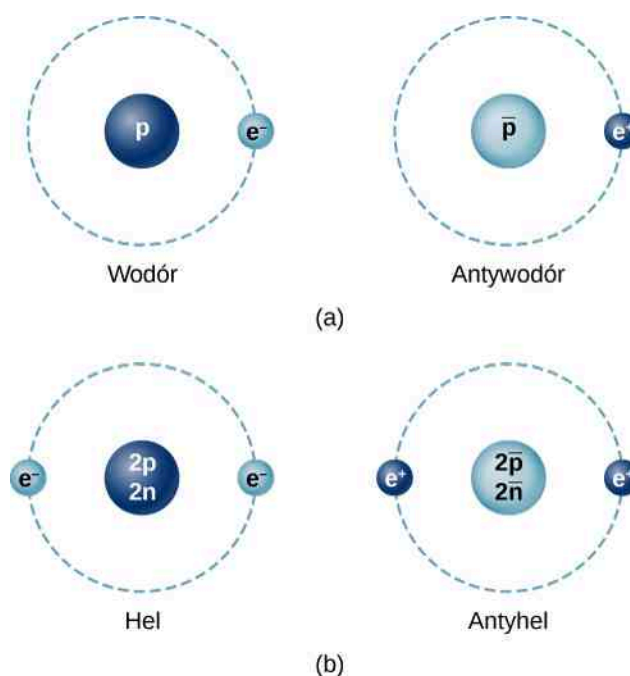 p e⁻ p̅ e⁺
Wodór Antywodór
(a)
e⁻ 2p e⁻ e⁺ 2p̅ e⁺
2n 2n̅
Hel Antyhel
(b)